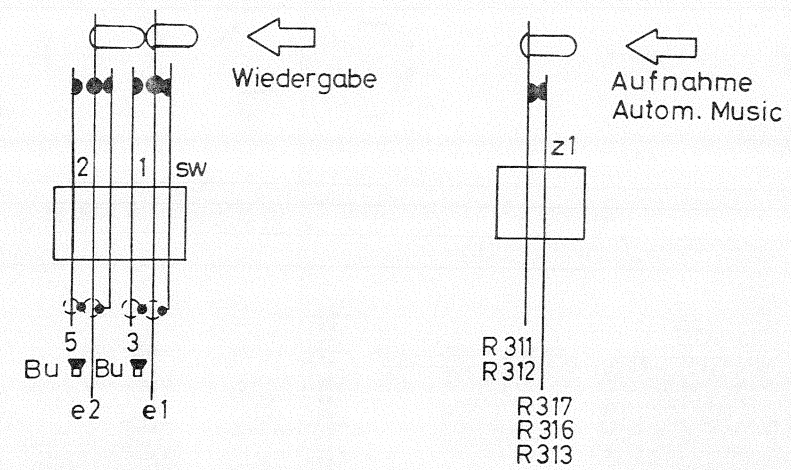 Wiedergabe
2 1 sw
5 3
Bu Bu
e2 e1
Aufnahme
Autom. Music
z1
R311
R312
R317
R316
R313